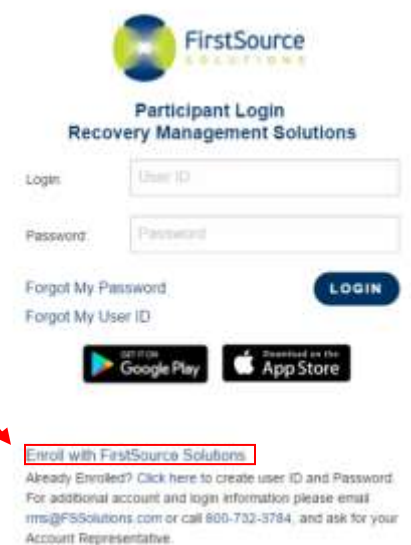 FirstSource
SOLUTIONS
Participant Login
Recovery Management Solutions
Login:
User ID
Password:
Password
Forgot My Password
LOGIN
Forgot My User ID
GET IT ON
Google Play
Download on the
App Store
Enroll with FirstSource Solutions
Already Enrolled? Click here to create user ID and Password.
For additional account and login information please email
rms@FSSolutions.com or call 800-732-3784, and ask for your
Account Representative.